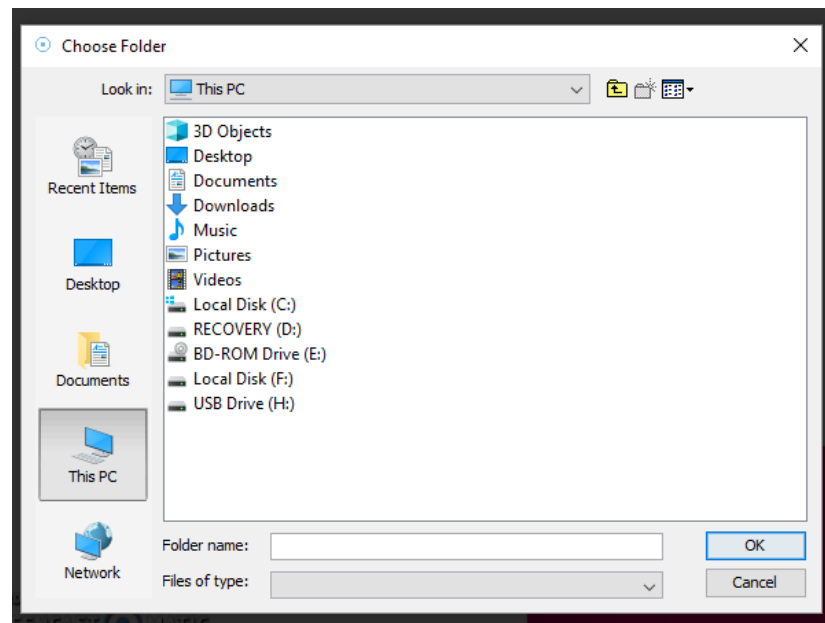 Choose Folder
Look in:
This PC
3D Objects
Desktop
Documents
Downloads
Music
Pictures
Videos
Local Disk (C:)
RECOVERY (D:)
BD-ROM Drive (E:)
Local Disk (F:)
USB Drive (H:)
Recent Items
Desktop
Documents
This PC
Network
Folder name:
OK
Files of type:
Cancel